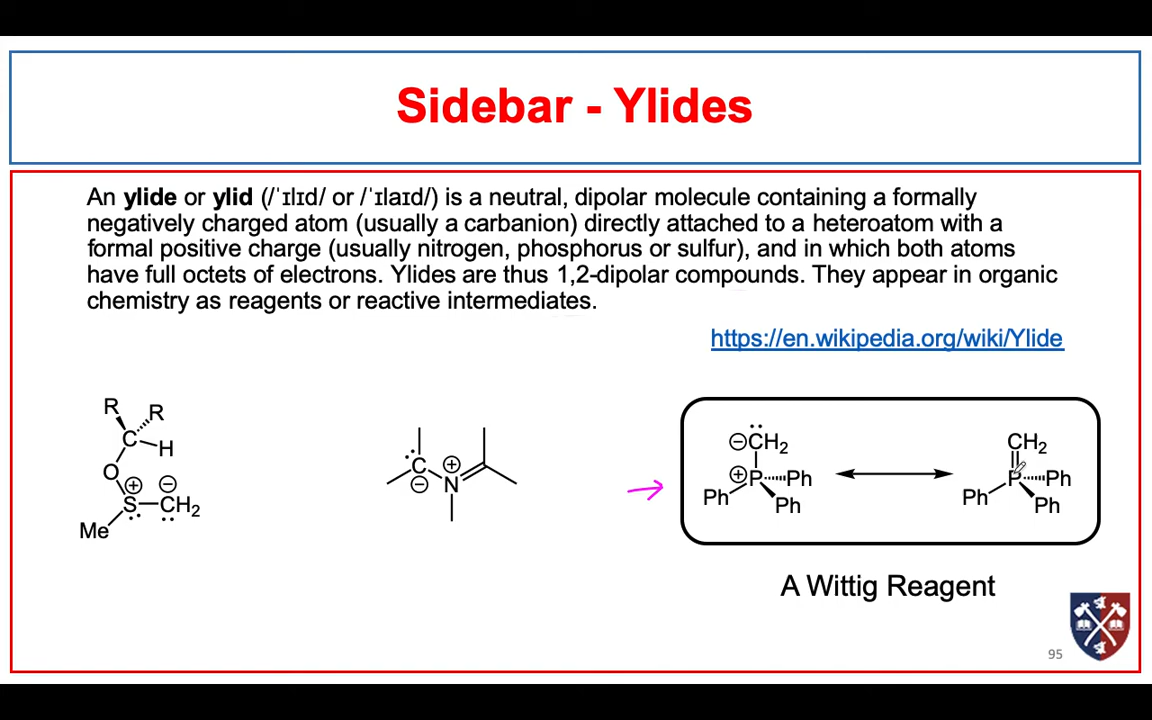 Sidebar - Ylides
An ylide or ylid (/ˈɪlɪd/ or /ˈɪlaɪd/) is a neutral, dipolar molecule containing a formally
negatively charged atom (usually a carbanion) directly attached to a heteroatom with a
formal positive charge (usually nitrogen, phosphorus or sulfur), and in which both atoms
have full octets of electrons. Ylides are thus 1,2-dipolar compounds. They appear in organic
chemistry as reagents or reactive intermediates.
https://en.wikipedia.org/wiki/Ylide
R R
C H
O
⊕ ⊖
S CH2
Me
C ⊕
⊖ N
⊖ CH2
⊕ P Ph
Ph Ph
CH2
P Ph
Ph Ph
A Wittig Reagent
95